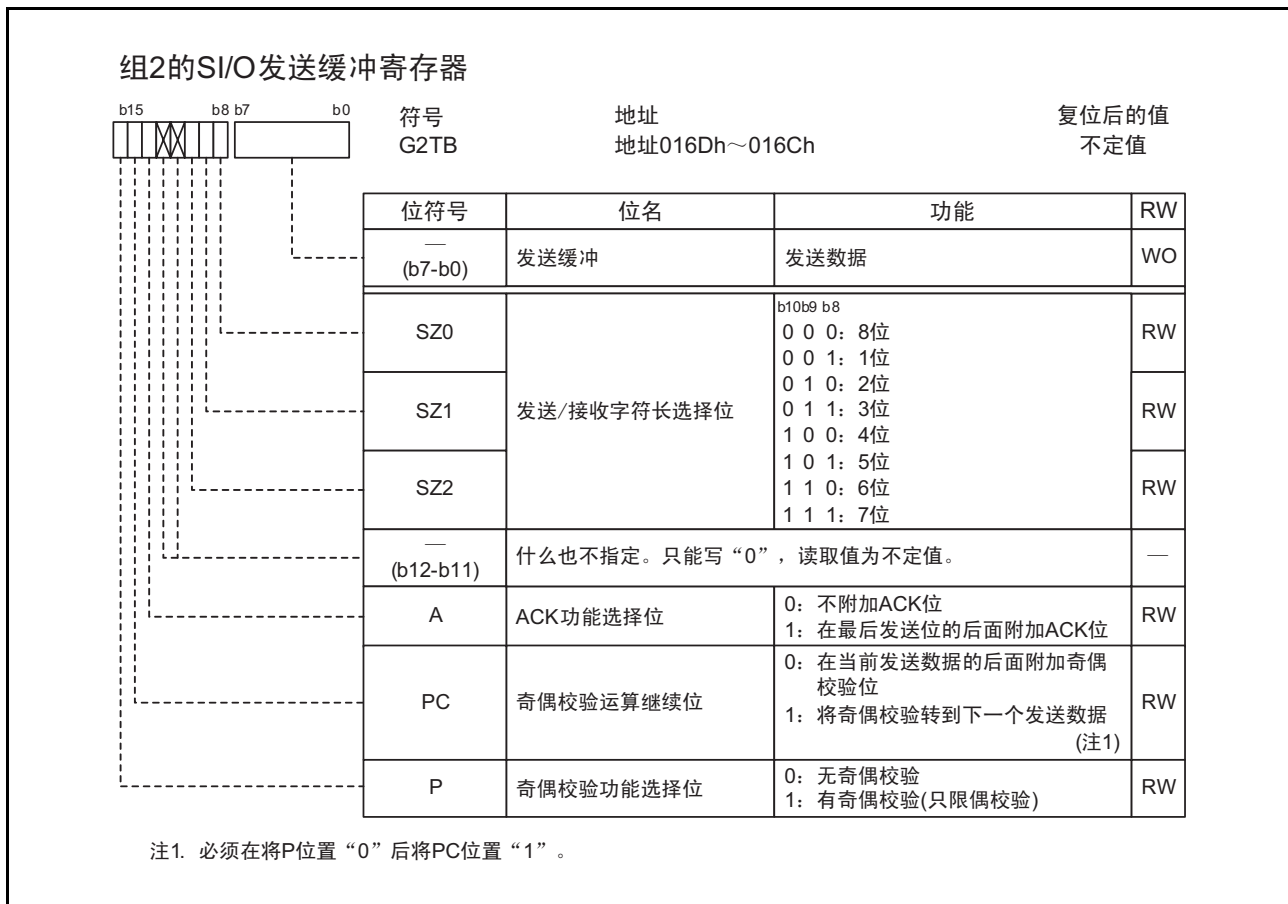 组2的SI/O发送缓冲寄存器
b15 b8 b7 b0
符号 地址 复位后的值
G2TB 地址016Dh～016Ch 不定值
位符号 位名 功能 RW
—
(b7-b0) 发送缓冲 发送数据 WO
b10b9 b8
SZ0 0 0 0：8位 RW
0 0 1：1位
0 1 0：2位
SZ1 发送/接收字符长选择位 0 1 1：3位 RW
1 0 0：4位
1 0 1：5位
SZ2 1 1 0：6位 RW
1 1 1：7位
—
(b12-b11) 什么也不指定。只能写“0”，读取值为不定值。 —
A ACK功能选择位 0：不附加ACK位 RW
1：在最后发送位的后面附加ACK位
0：在当前发送数据的后面附加奇偶
校验位
PC 奇偶校验运算继续位 RW
1：将奇偶校验转到下一个发送数据
(注1)
P 奇偶校验功能选择位 0：无奇偶校验 RW
1：有奇偶校验(只限偶校验)
注1. 必须在将P位置“0”后将PC位置“1”。